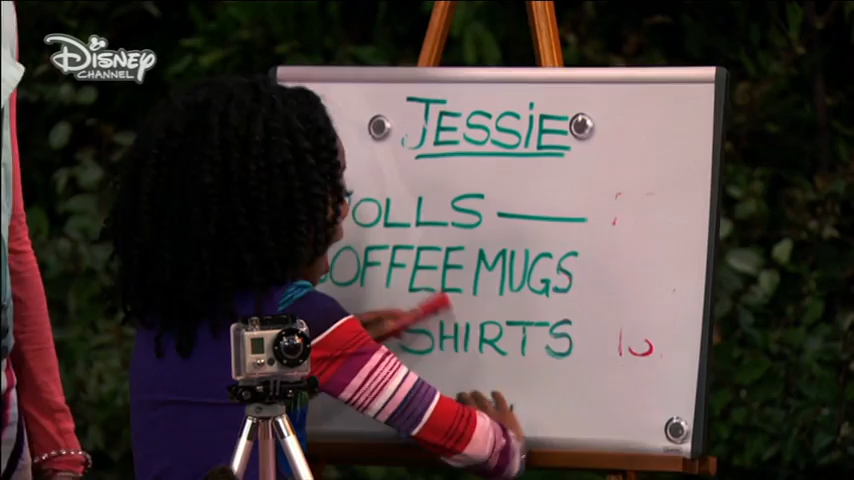 Disney
CHANNEL
JESSIE
OLLS —
OFFEE MUGS
SHIRTS